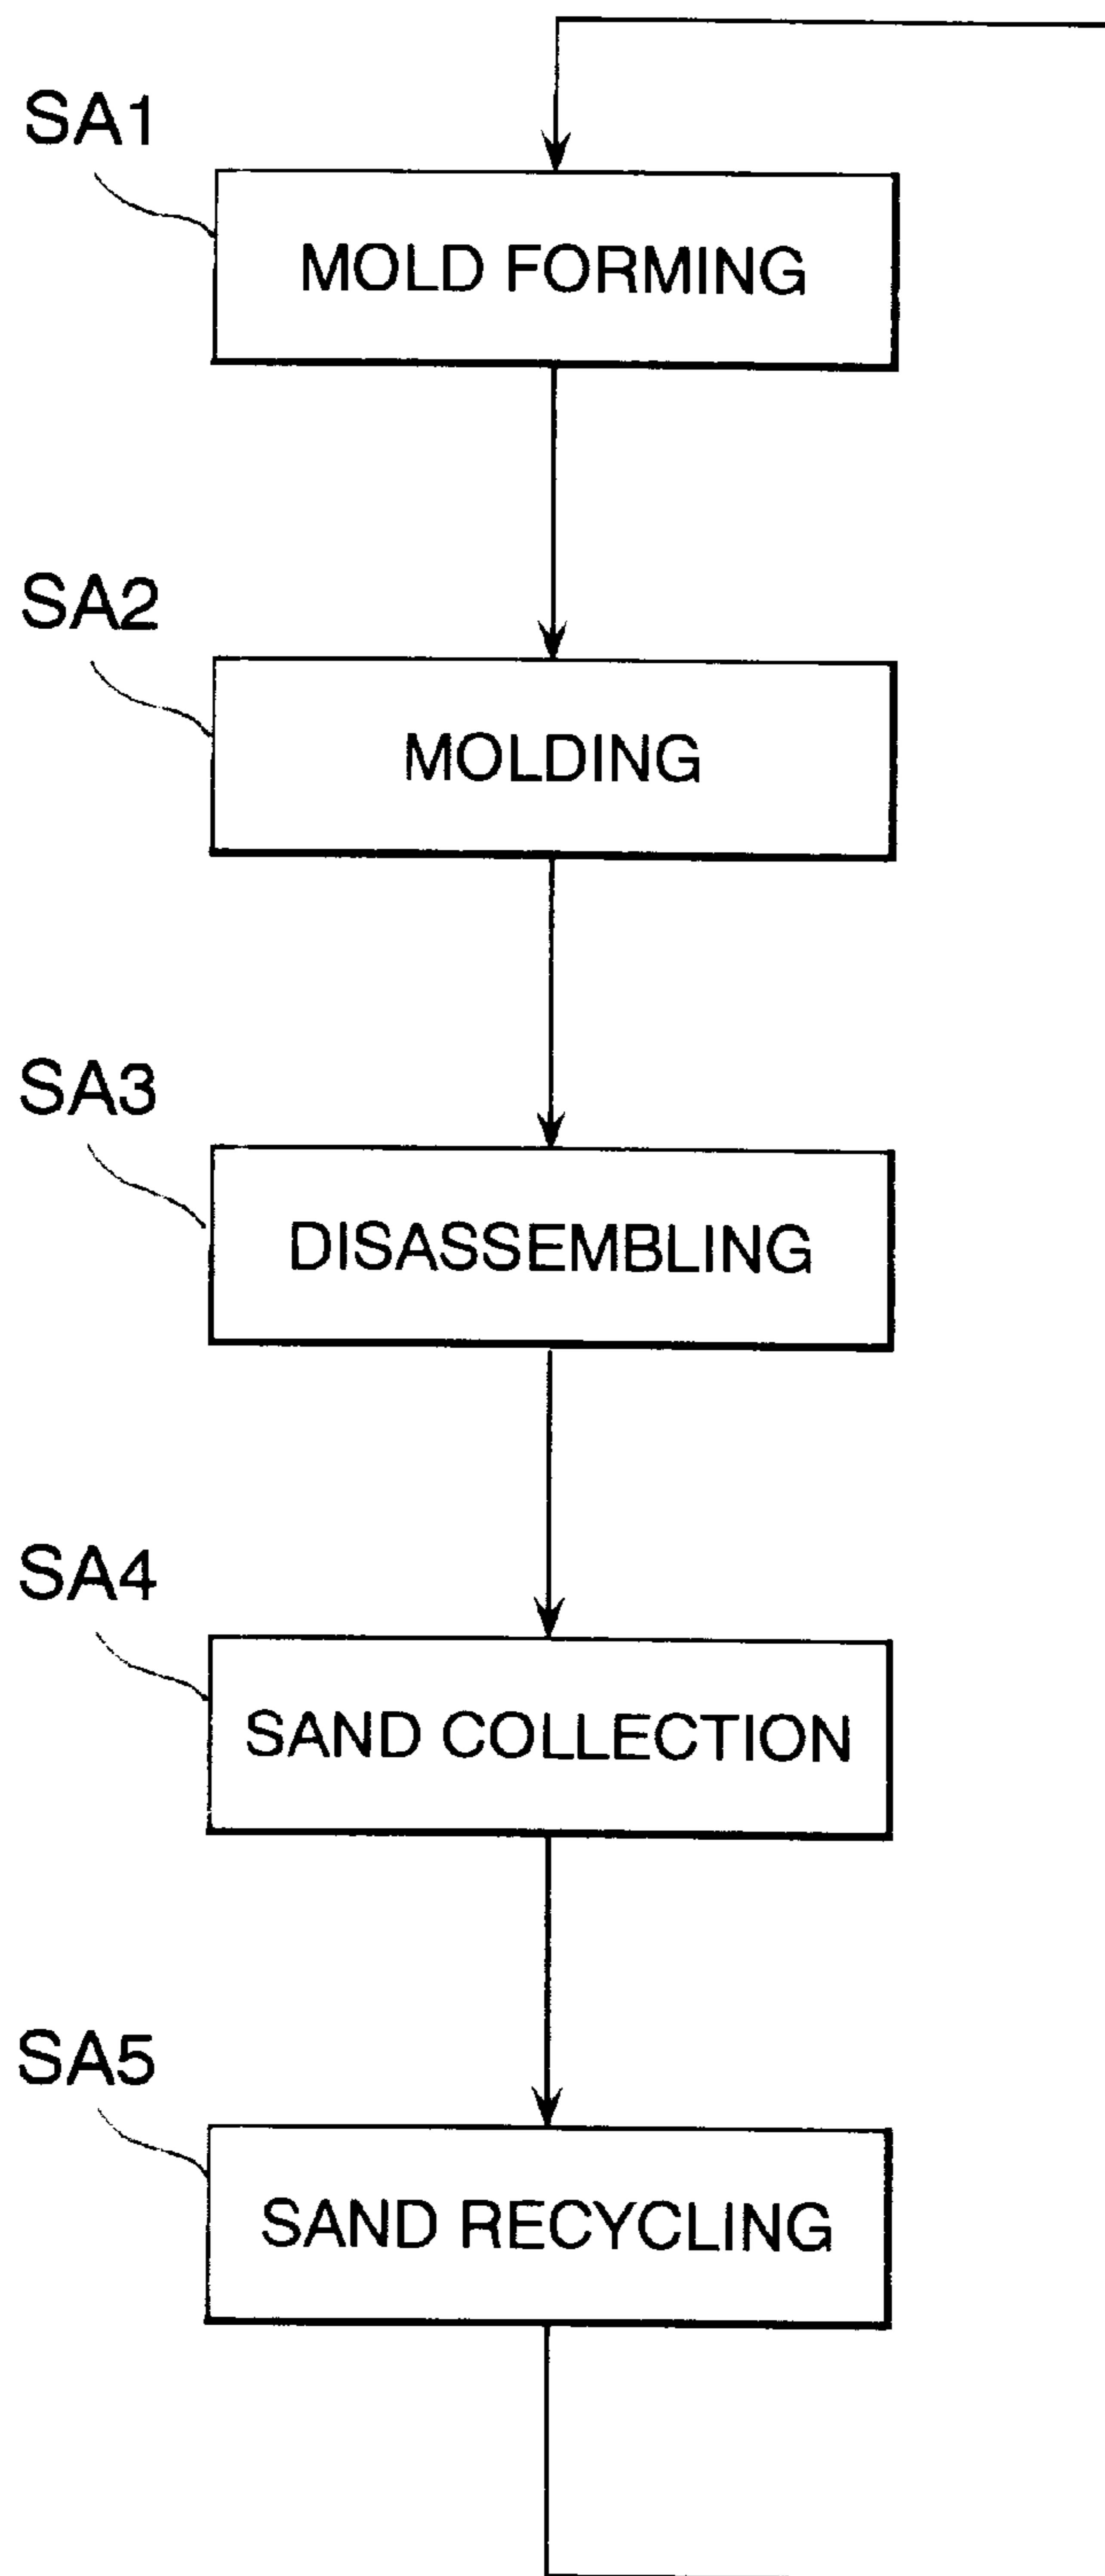 SA1
MOLD FORMING
SA2
MOLDING
SA3
DISASSEMBLING
SA4
SAND COLLECTION
SA5
SAND RECYCLING